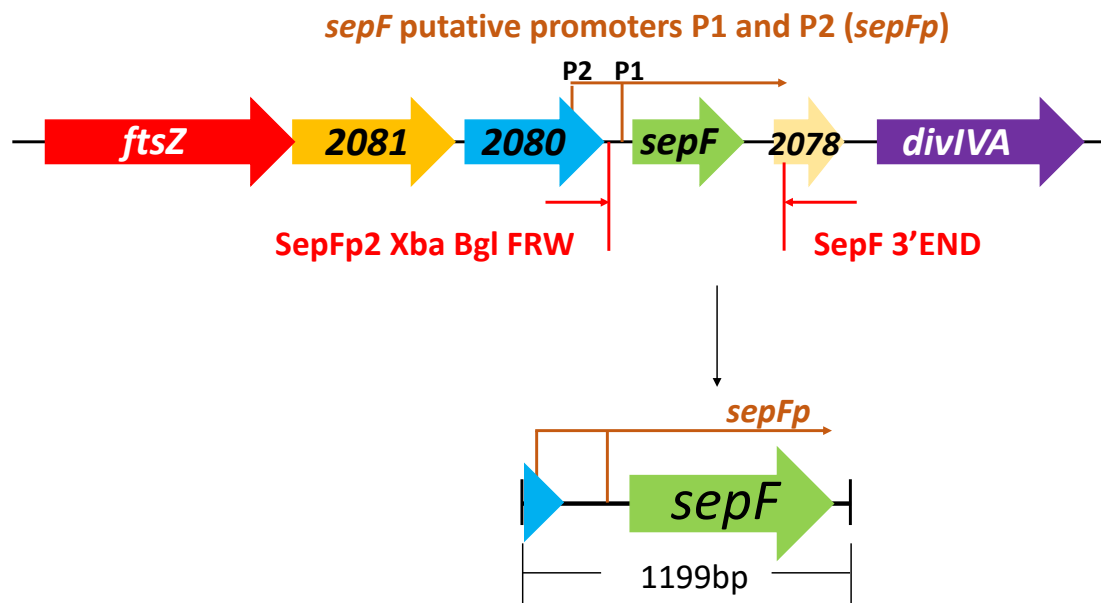 sepF putative promoters P1 and P2 (sepFp)
P2 P1
ftsZ 2081 2080 sepF 2078 divIVA
SepFp2 Xba Bgl FRW SepF 3’END
sepFp
sepF
1199bp